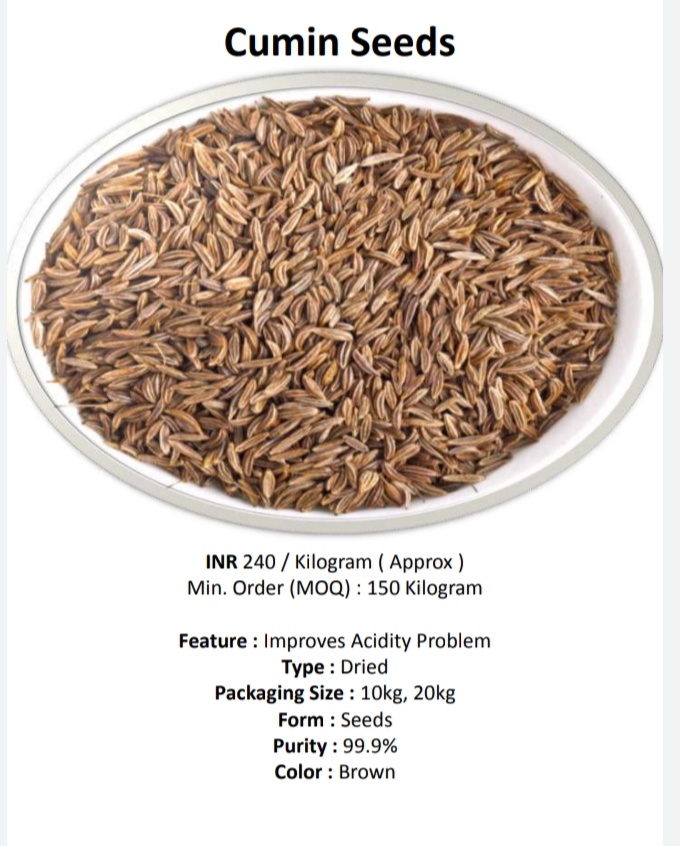 Cumin Seeds
INR 240 / Kilogram ( Approx )
Min. Order (MOQ) : 150 Kilogram
Feature : Improves Acidity Problem
Type : Dried
Packaging Size : 10kg, 20kg
Form : Seeds
Purity : 99.9%
Color : Brown